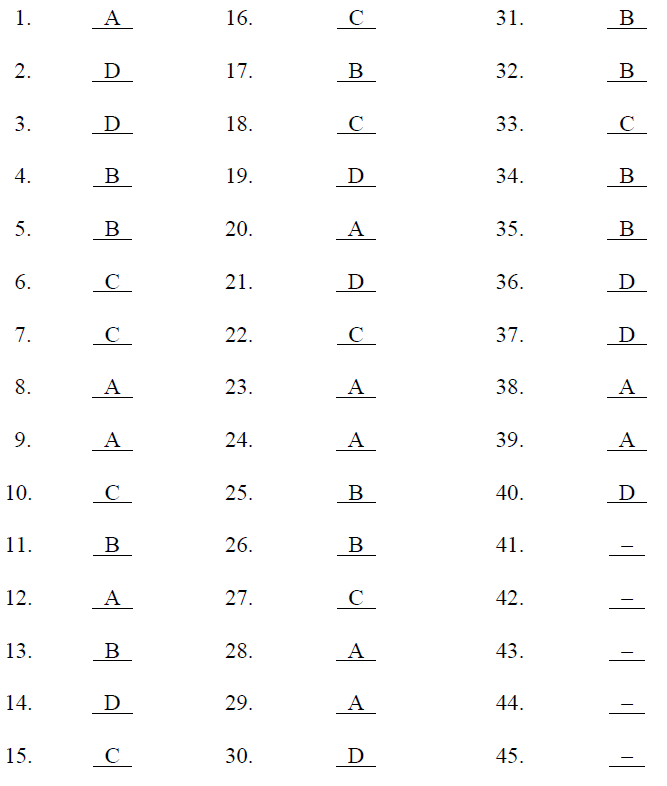 1. A 16. C 31. B
2. D 17. B 32. B
3. D 18. C 33. C
4. B 19. D 34. B
5. B 20. A 35. B
6. C 21. D 36. D
7. C 22. C 37. D
8. A 23. A 38. A
9. A 24. A 39. A
10. C 25. B 40. D
11. B 26. B 41. –
12. A 27. C 42. –
13. B 28. A 43. –
14. D 29. A 44. –
15. C 30. D 45. –